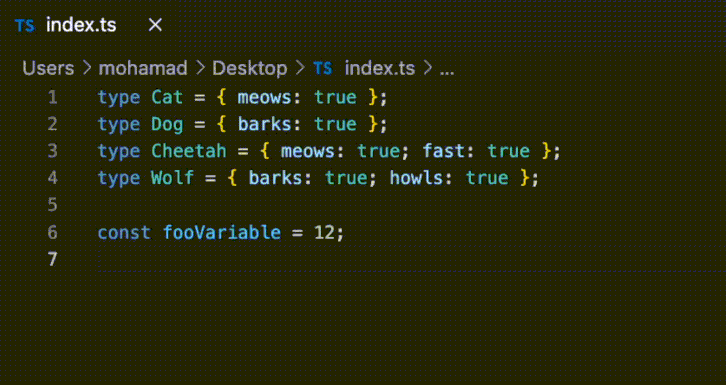 TS index.ts ×
Users > mohamad > Desktop > TS index.ts > ...
1 type Cat = { meows: true };
2 type Dog = { barks: true };
3 type Cheetah = { meows: true; fast: true };
4 type Wolf = { barks: true; howls: true };
5
6 const fooVariable = 12;
7